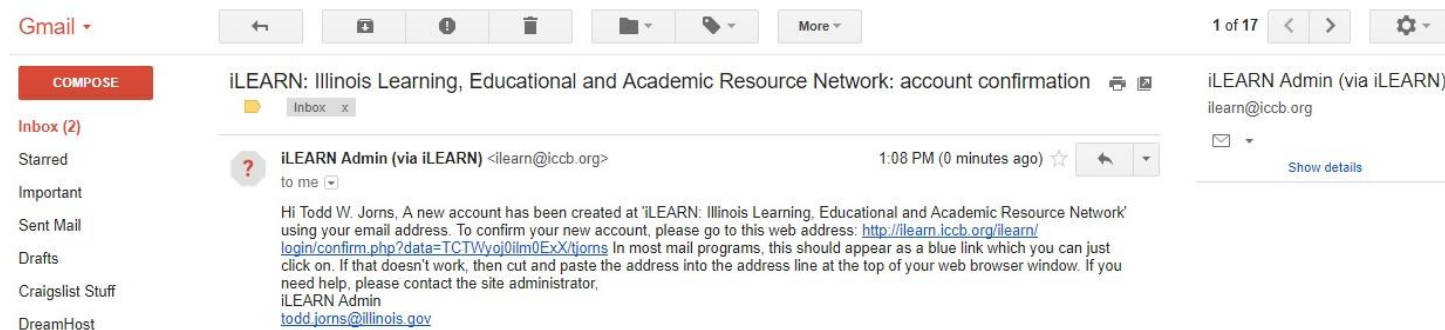 Gmail
More
1 of 17
COMPOSE
Inbox (2)
Starred
Important
Sent Mail
Drafts
Craigslist Stuff
DreamHost
iLEARN: Illinois Learning, Educational and Academic Resource Network: account confirmation
Inbox x
iLEARN Admin (via iLEARN) <ilearn@iccb.org>
1:08 PM (0 minutes ago)
to me
Hi Todd W. Jorns, A new account has been created at 'iLEARN: Illinois Learning, Educational and Academic Resource Network'
using your email address. To confirm your new account, please go to this web address: http://ilearn.iccb.org/ilearn/
login/confirm.php?data=TCTWyoj0ilm0ExX/tjorns In most mail programs, this should appear as a blue link which you can just
click on. If that doesn't work, then cut and paste the address into the address line at the top of your web browser window. If you
need help, please contact the site administrator,
iLEARN Admin
todd.jorns@illinois.gov
iLEARN Admin (via iLEARN)
ilearn@iccb.org
Show details